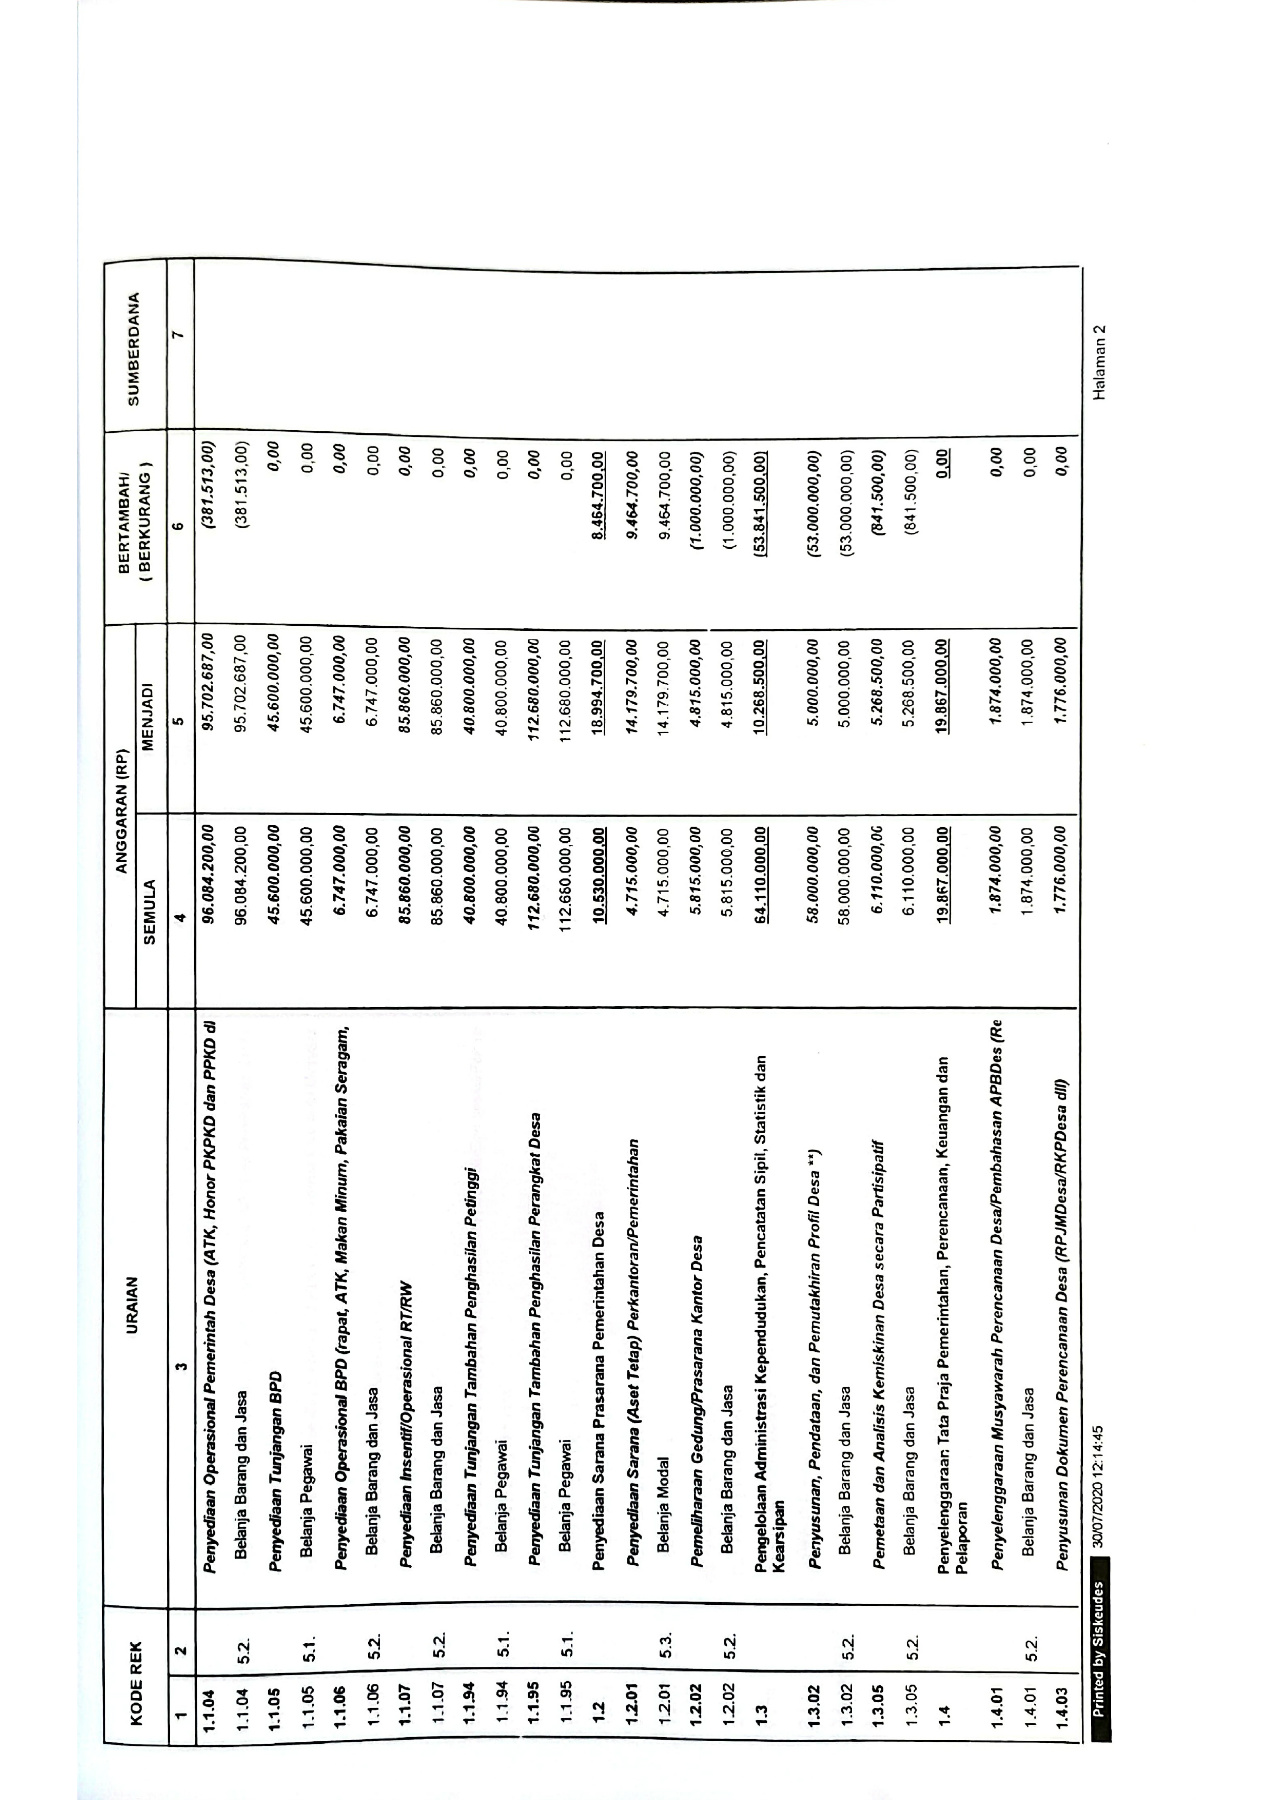 KODE REK URAIAN ANGGARAN (RP) BERTAMBAH/ ( BERKURANG ) SUMBERDANA
SEMULA MENJADI
1 2 3 4 5 6 7
1.1.04 Penyediaan Operasional Pemerintah Desa (ATK, Honor PKPKD dan PPKD dl 96.084.200,00 95.702.687,00 (381.513,00)
1.1.04 5.2. Belanja Barang dan Jasa 96.084.200,00 95.702.687,00 (381.513,00)
1.1.05 Penyediaan Tunjangan BPD 45.600.000,00 45.600.000,00 0,00
1.1.05 5.1. Belanja Pegawai 45.600.000,00 45.600.000,00 0,00
1.1.06 Penyediaan Operasional BPD (rapat, ATK, Makan Minum, Pakaian Seragam, 6.747.000,00 6.747.000,00 0,00
1.1.06 5.2. Belanja Barang dan Jasa 6.747.000,00 6.747.000,00 0,00
1.1.07 Penyediaan Insentif/Operasional RT/RW 85.860.000,00 85.860.000,00 0,00
1.1.07 5.2. Belanja Barang dan Jasa 85.860.000,00 85.860.000,00 0,00
1.1.94 Penyediaan Tunjangan Tambahan Penghasilan Petinggi 40.800.000,00 40.800.000,00 0,00
1.1.94 5.1. Belanja Pegawai 40.800.000,00 40.800.000,00 0,00
1.1.95 Penyediaan Tunjangan Tambahan Penghasilan Perangkat Desa 112.680.000,00 112.680.000,00 0,00
1.1.95 5.1. Belanja Pegawai 112.680.000,00 112.680.000,00 0,00
1.2 Penyediaan Sarana Prasarana Pemerintahan Desa 10.530.000,00 18.994.700,00 8.464.700,00
1.2.01 Penyediaan Sarana (Aset Tetap) Perkantoran/Pemerintahan 4.715.000,00 14.179.700,00 9.464.700,00
1.2.01 5.3. Belanja Modal 4.715.000,00 14.179.700,00 9.464.700,00
1.2.02 Pemeliharaan Gedung/Prasarana Kantor Desa 5.815.000,00 4.815.000,00 (1.000.000,00)
1.2.02 5.2. Belanja Barang dan Jasa 5.815.000,00 4.815.000,00 (1.000.000,00)
1.3 Pengelolaan Administrasi Kependudukan, Pencatatan Sipil, Statistik dan 64.110.000,00 10.268.500,00 (53.841.500,00)
Kearsipan
1.3.02 Penyusunan, Pendataan, dan Pemutakhiran Profil Desa **) 58.000.000,00 5.000.000,00 (53.000.000,00)
1.3.02 5.2. Belanja Barang dan Jasa 58.000.000,00 5.000.000,00 (53.000.000,00)
1.3.05 Pemetaan dan Analisis Kemiskinan Desa secara Partisipatif 6.110.000,00 5.268.500,00 (841.500,00)
1.3.05 5.2. Belanja Barang dan Jasa 6.110.000,00 5.268.500,00 (841.500,00)
1.4 Penyelenggaraan Tata Praja Pemerintahan, Perencanaan, Keuangan dan 19.867.000,00 19.867.000,00 0,00
Pelaporan
1.4.01 Penyelenggaraan Musyawarah Perencanaan Desa/Pembahasan APBDes (Re 1.874.000,00 1.874.000,00 0,00
1.4.01 5.2. Belanja Barang dan Jasa 1.874.000,00 1.874.000,00 0,00
1.4.03 Penyusunan Dokumen Perencanaan Desa (RPJMDesa/RKPDesa dll) 1.776.000,00 1.776.000,00 0,00
Printed by Siskeudes 30/07/2020 12:14:45 Halaman 2